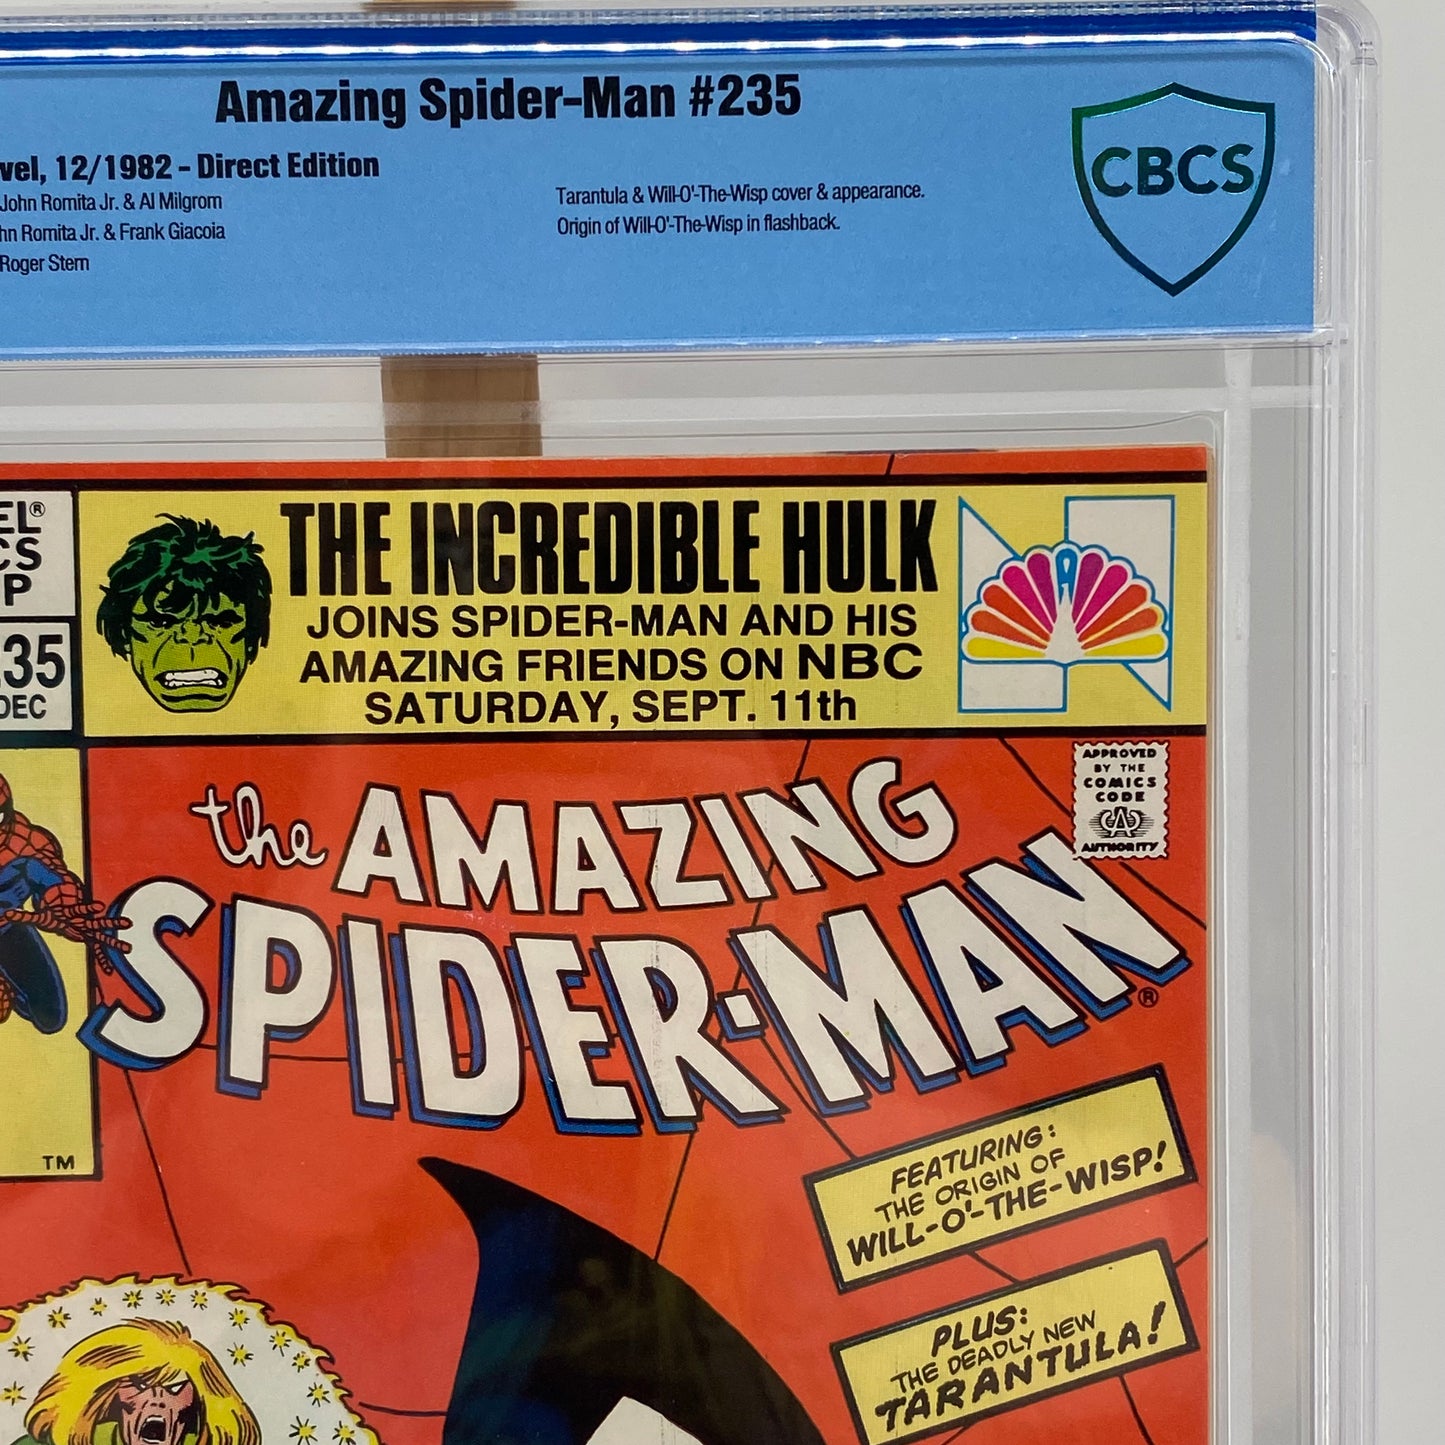 Amazing Spider-Man #235
vel, 12/1982 - Direct Edition
John Romita Jr. & Al Milgrom
hn Romita Jr. & Frank Giacoia
Roger Stern
Tarantula & Will-O'-The-Wisp cover & appearance.
Origin of Will-O'-The-Wisp in flashback.
CBCS
EL®
CS
P
35
DEC
THE INCREDIBLE HULK
JOINS SPIDER-MAN AND HIS
AMAZING FRIENDS ON NBC
SATURDAY, SEPT. 11th
APPROVED
BY THE
COMICS
CODE
CA
AUTHORITY
the AMAZING
SPIDER-MAN®
TM
FEATURING:
THE ORIGIN OF
WILL-O'-THE-WISP!
PLUS:
THE DEADLY NEW
TARANTULA!